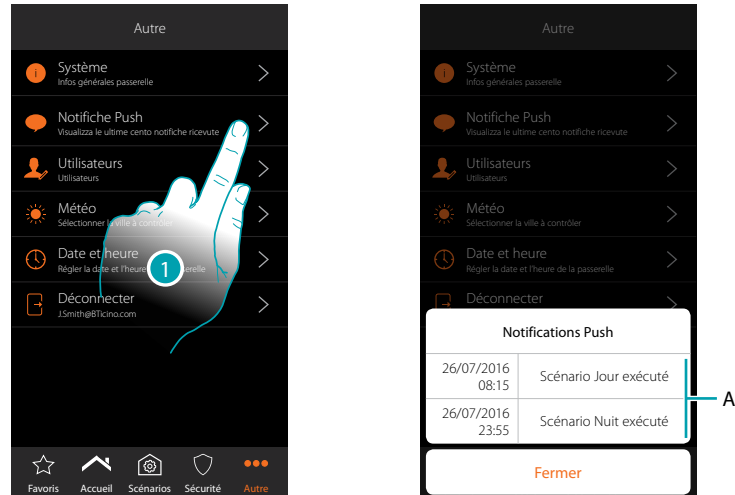 Autre
Système
Infos générales passerelle
Notifiche Push
Visualizza le ultime cento notifiche ricevute
Utilisateurs
Utilisateurs
Météo
Sélectionner la ville à contrôler
Date et heure
Régler la date et l'heure passerelle
Déconnecter
J.Smith@BTicino.com
1
Favoris
Accueil
Scénarios
Sécurité
Autre
Autre
Système
Infos générales passerelle
Notifiche Push
Visualizza le ultime cento notifiche ricevute
Utilisateurs
Utilisateurs
Météo
Sélectionner la ville à contrôler
Date et heure
Régler la date et l'heure de la passerelle
Déconnecter
Notifications Push
26/07/2016
08:15
Scénario Jour exécuté
26/07/2016
23:55
Scénario Nuit exécuté
Fermer
A